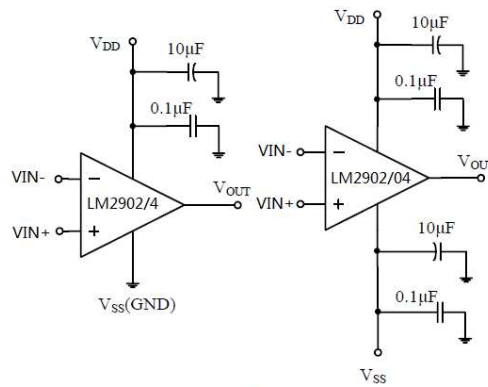 VDD
10μF
0.1μF
VIN-
LM2902/4
VOUT
VIN+
VSS(GND)
VDD
10μF
0.1μF
VIN-
LM2902/04
VOU
VIN+
10μF
0.1μF
VSS